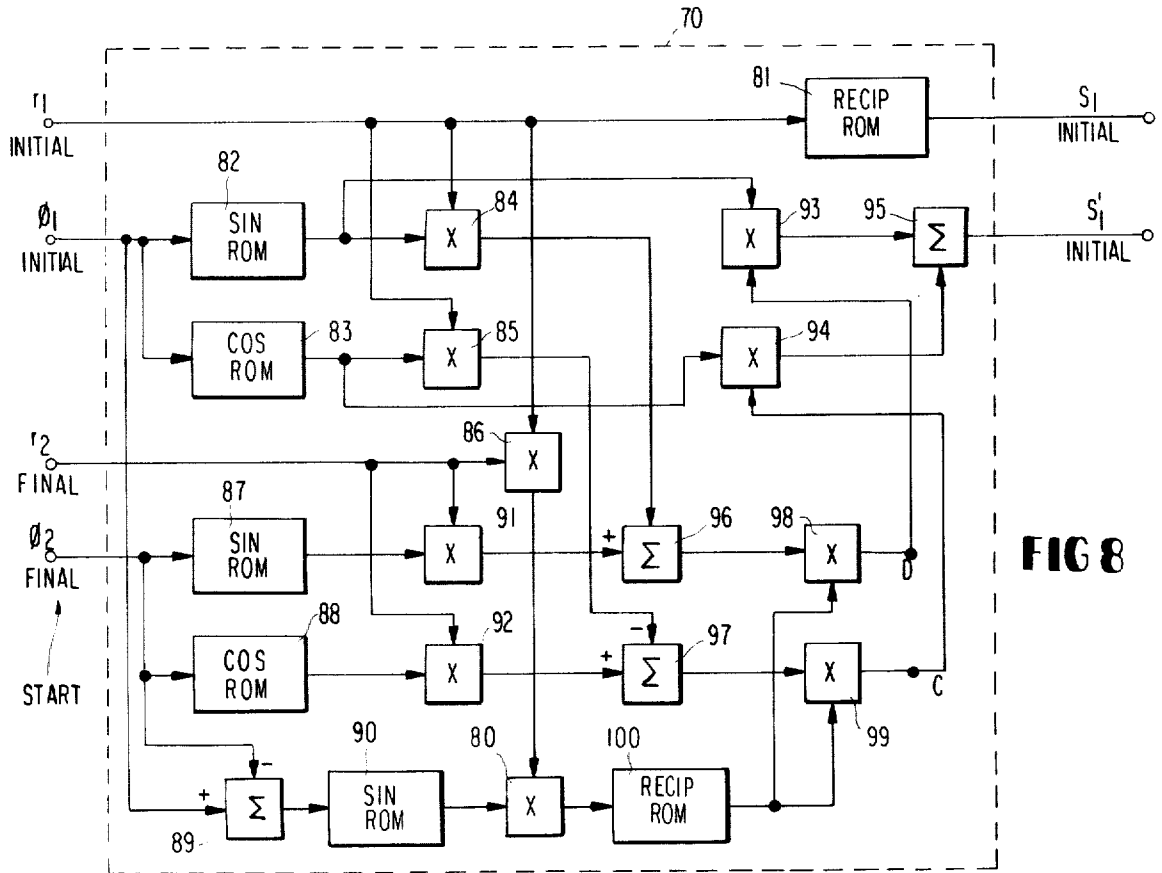 70
r1
INITIAL
81
RECIP
ROM
S1
INITIAL
82
Ø1
INITIAL
SIN
ROM
X
84
X
93
95
Σ
S'1
INITIAL
83
COS
ROM
X
85
X
94
r2
FINAL
86
X
87
Ø2
FINAL
SIN
ROM
91
X
+
Σ
96
98
X
D
FIG 8
START
88
COS
ROM
92
X
-
+
Σ
97
X
C
99
-
+
Σ
89
90
SIN
ROM
80
X
100
RECIP
ROM